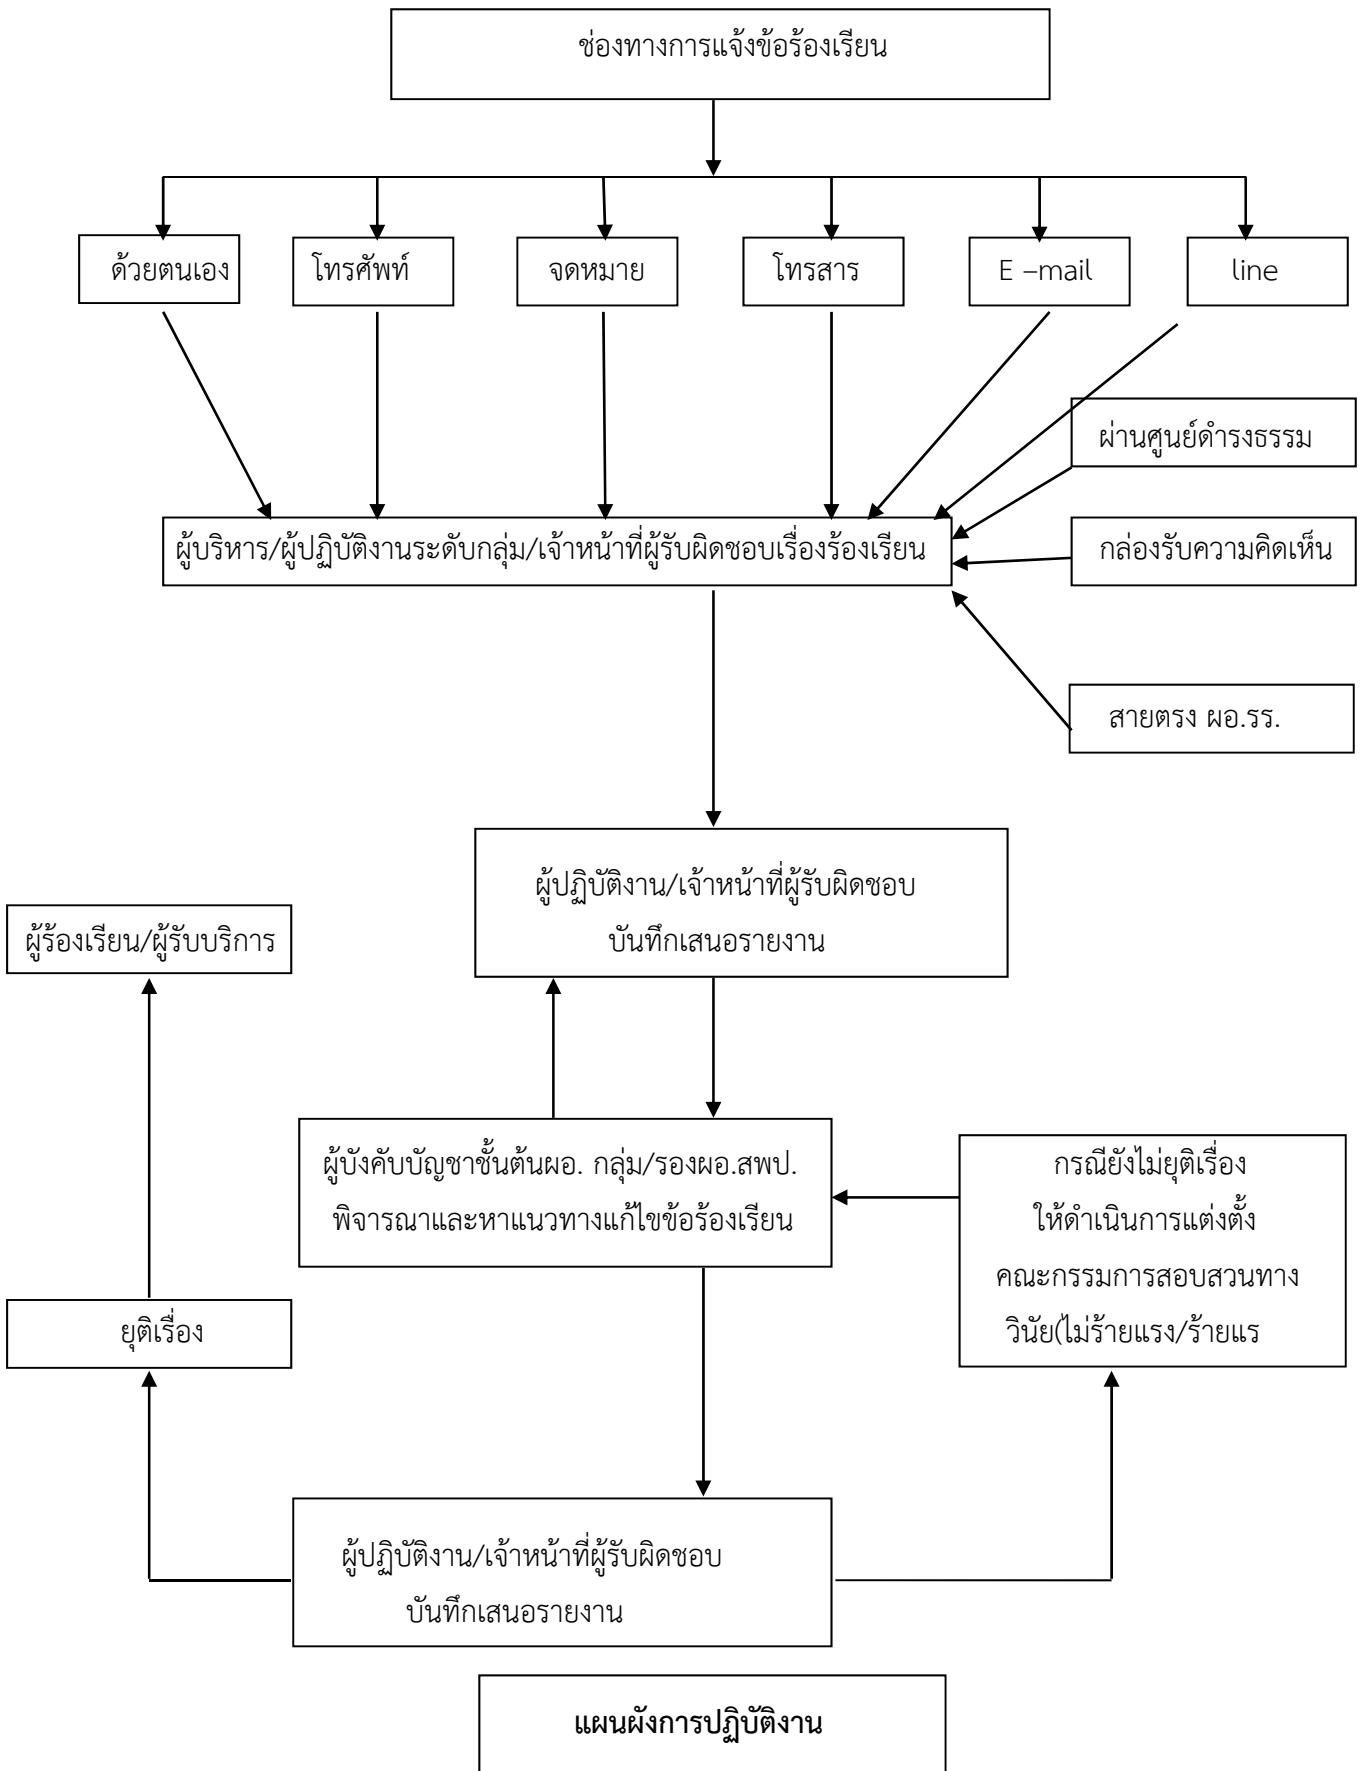 ช่องทางการแจ้งข้อร้องเรียน
ด้วยตนเอง
โทรศัพท์
จดหมาย
โทรสาร
E –mail
line
ผ่านศูนย์ดำรงธรรม
ผู้บริหาร/ผู้ปฏิบัติงานระดับกลุ่ม/เจ้าหน้าที่ผู้รับผิดชอบเรื่องร้องเรียน
กล่องรับความคิดเห็น
สายตรง ผอ.รร.
ผู้ปฏิบัติงาน/เจ้าหน้าที่ผู้รับผิดชอบ
บันทึกเสนอรายงาน
ผู้ร้องเรียน/ผู้รับบริการ
ผู้บังคับบัญชาชั้นต้นผอ. กลุ่ม/รองผอ.สพป.
พิจารณาและหาแนวทางแก้ไขข้อร้องเรียน
กรณียังไม่ยุติเรื่อง
ให้ดำเนินการแต่งตั้ง
คณะกรรมการสอบสวนทาง
วินัย(ไม่ร้ายแรง/ร้ายแร
ยุติเรื่อง
ผู้ปฏิบัติงาน/เจ้าหน้าที่ผู้รับผิดชอบ
บันทึกเสนอรายงาน
แผนผังการปฏิบัติงาน